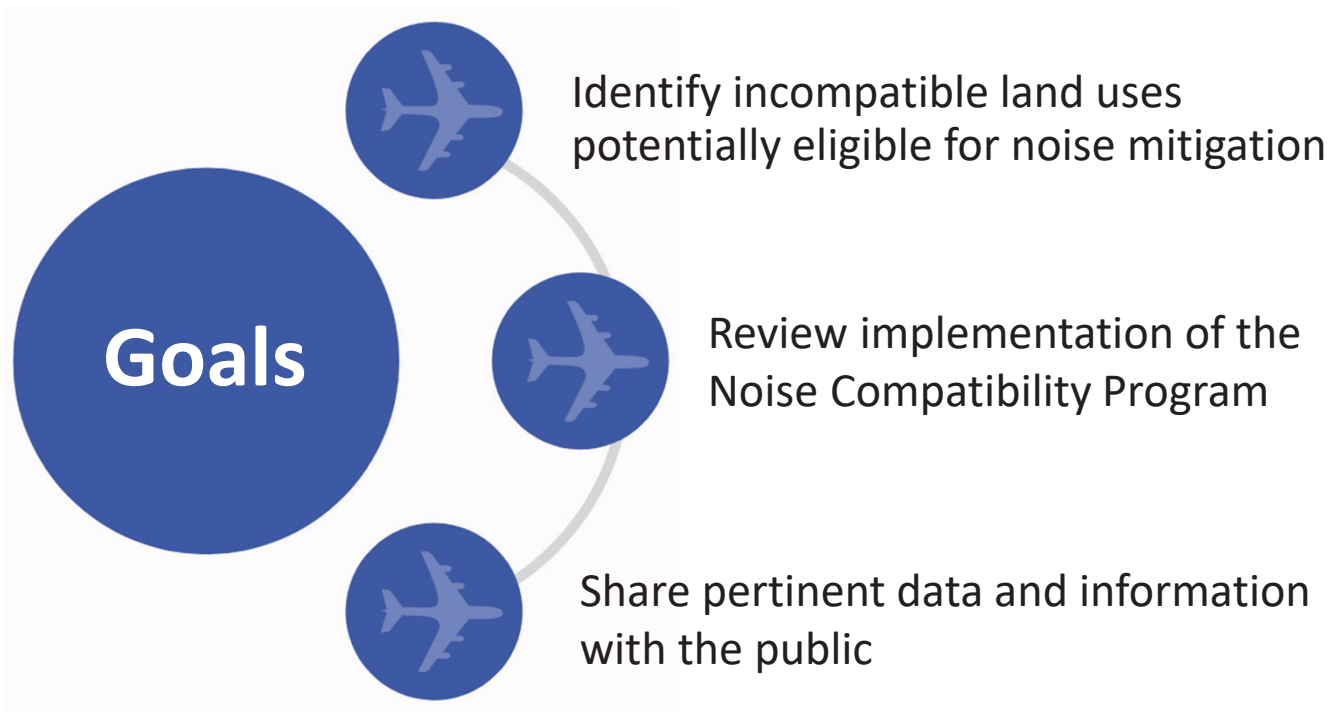 Goals
Identify incompatible land uses
potentially eligible for noise mitigation
Review implementation of the
Noise Compatibility Program
Share pertinent data and information
with the public